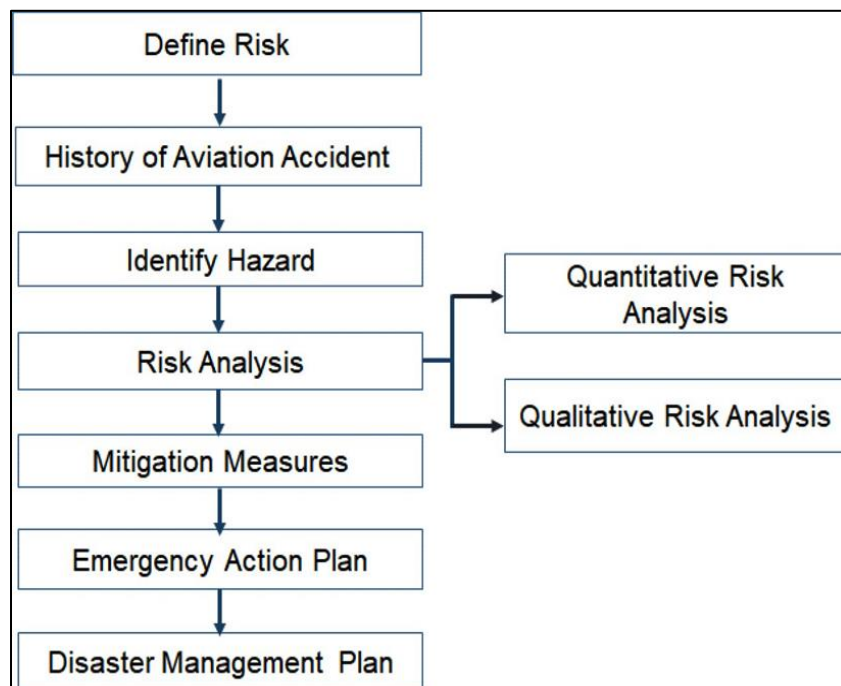 Define Risk
History of Aviation Accident
Identify Hazard
Risk Analysis
Mitigation Measures
Emergency Action Plan
Disaster Management Plan
Quantitative Risk
Analysis
Qualitative Risk Analysis